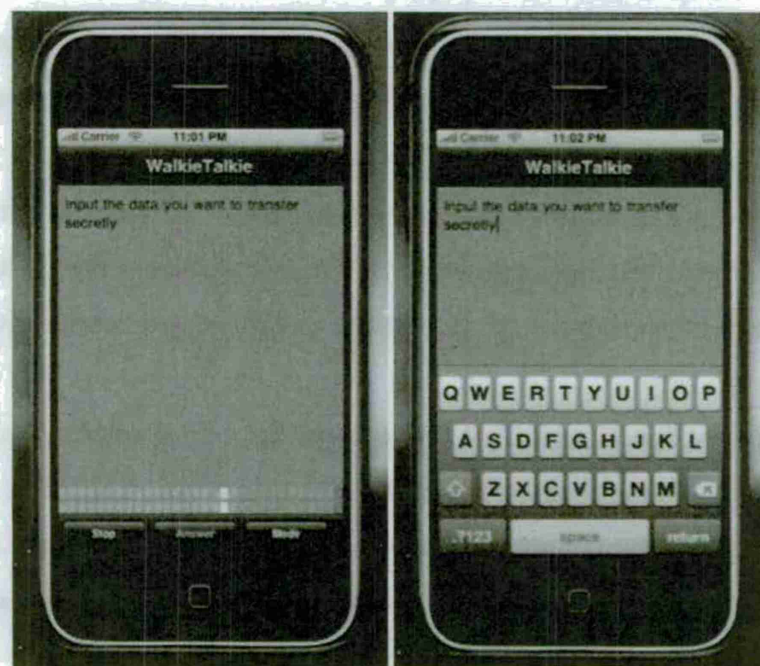 Carrier 11:01 PM
WalkieTalkie
Input the data you want to transfer
secretly
Stop Answer Mode
Carrier 11:02 PM
WalkieTalkie
Input the data you want to transfer
secretly
Q W E R T Y U I O P
A S D F G H J K L
Z X C V B N M
.?123 space return